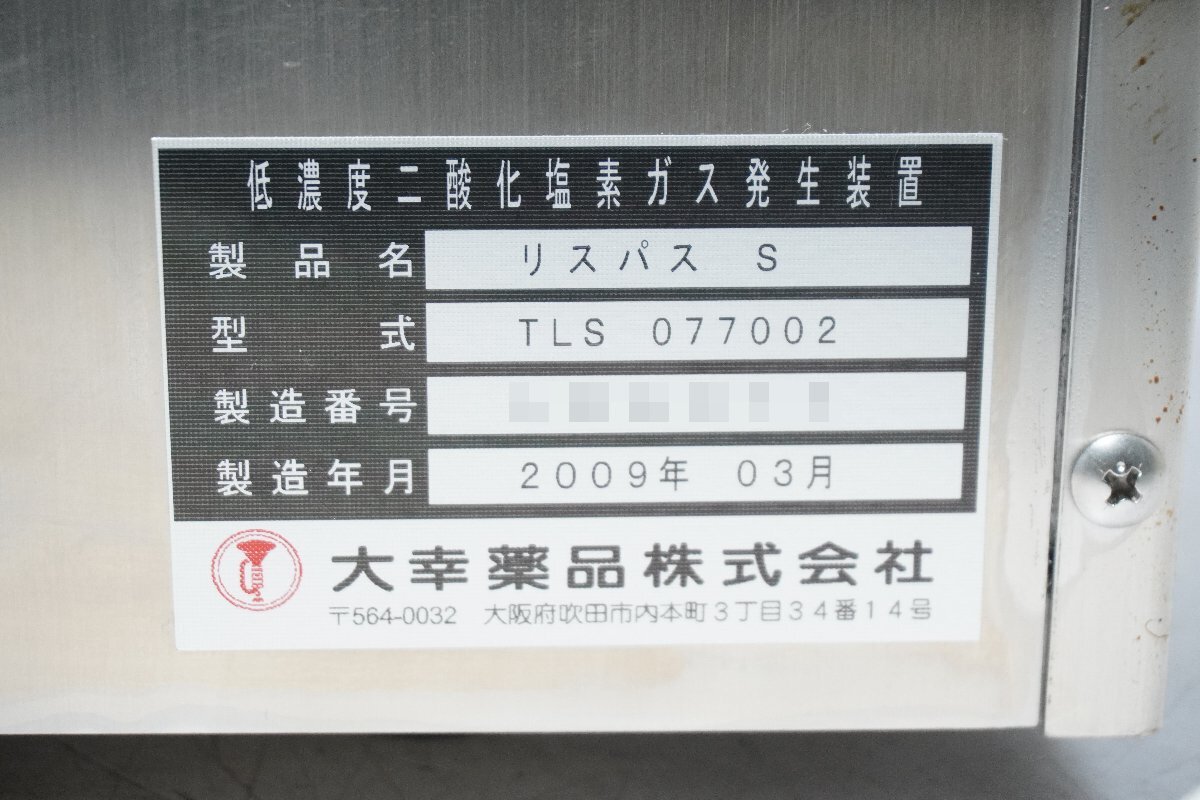 低濃度二酸化塩素ガス発生装置
製品名 リスパス S
型式 TLS 077002
製造番号
製造年月 2009年 03月
大幸薬品株式会社
〒564-0032 大阪府吹田市内本町3丁目34番14号